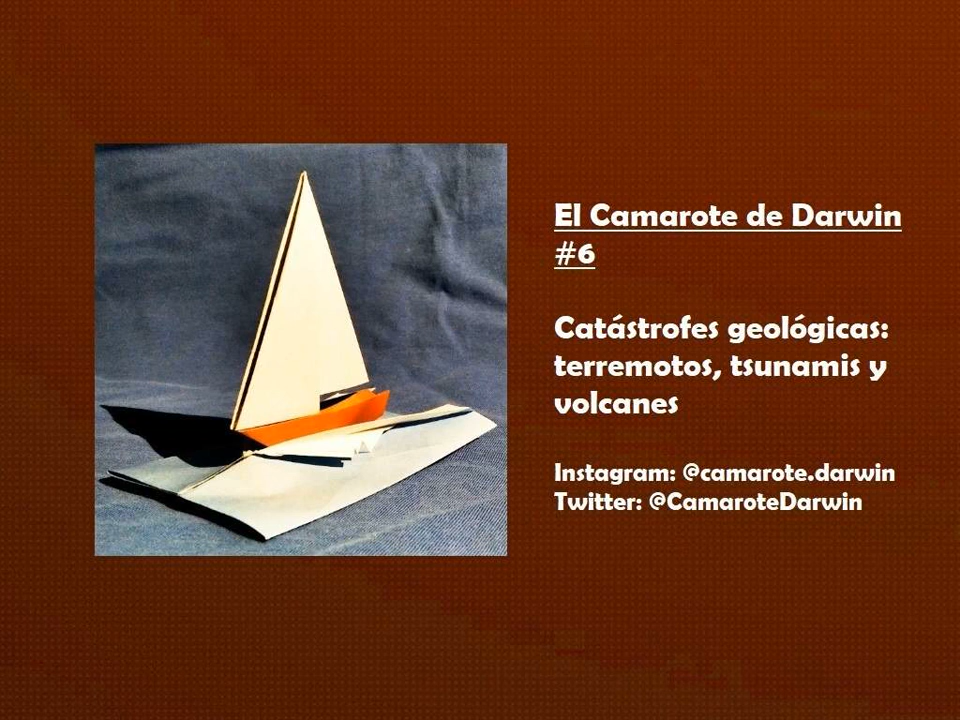 El Camarote de Darwin
#6
Catástrofes geológicas:
terremotos, tsunamis y
volcanes
Instagram: @camarote.darwin
Twitter: @CamaroteDarwin